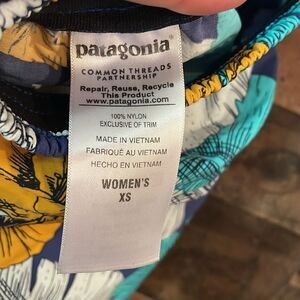 patagonia
COMMON THREADS
PARTNERSHIP
Repair, Reuse, Recycle
This Product
www.patagonia.com
100% NYLON
EXCLUSIVE OF TRIM
MADE IN VIETNAM
FABRIQUÉ AU VIETNAM
HECHO EN VIETNAM
WOMEN'S
XS